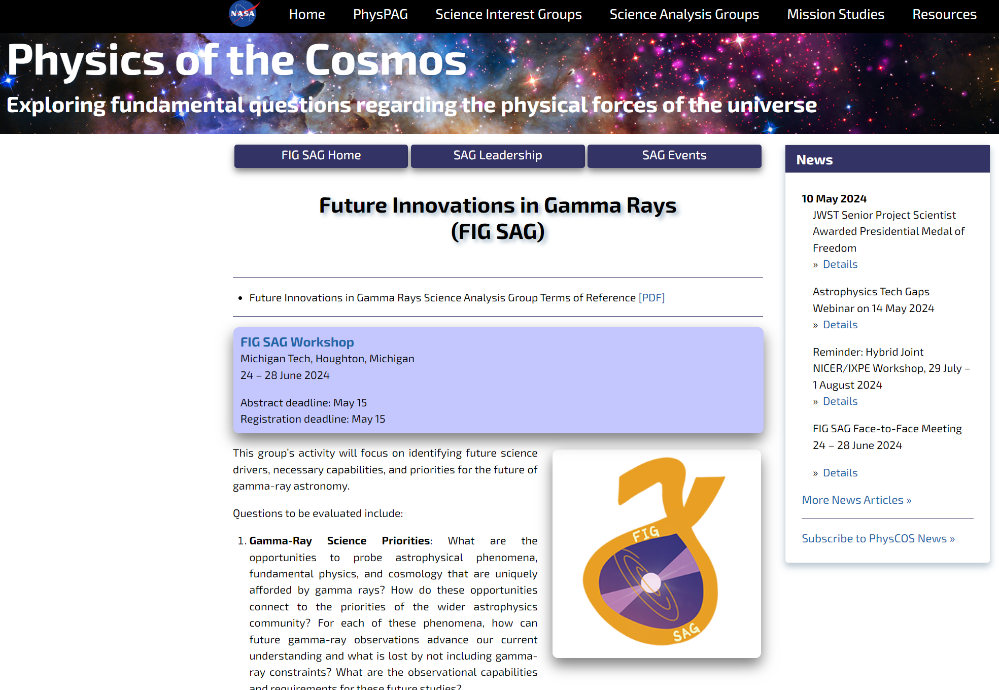 NASA
Home
PhysPAG
Science Interest Groups
Science Analysis Groups
Mission Studies
Resources
Physics of the Cosmos
Exploring fundamental questions regarding the physical forces of the universe
FIG SAG Home
SAG Leadership
SAG Events
Future Innovations in Gamma Rays
(FIG SAG)
• Future Innovations in Gamma Rays Science Analysis Group Terms of Reference [PDF]
FIG SAG Workshop
Michigan Tech, Houghton, Michigan
24 – 28 June 2024
Abstract deadline: May 15
Registration deadline: May 15
This group's activity will focus on identifying future science
drivers, necessary capabilities, and priorities for the future of
gamma-ray astronomy.
Questions to be evaluated include:
1. Gamma-Ray Science Priorities: What are the
opportunities to probe astrophysical phenomena,
fundamental physics, and cosmology that are uniquely
afforded by gamma rays? How do these opportunities
connect to the priorities of the wider astrophysics
community? For each of these phenomena, how can
future gamma-ray observations advance our current
understanding and what is lost by not including gamma-
ray constraints? What are the observational capabilities
and requirements for these future studies?
FIG
SAG
News
10 May 2024
JWST Senior Project Scientist
Awarded Presidential Medal of
Freedom
» Details
Astrophysics Tech Gaps
Webinar on 14 May 2024
» Details
Reminder: Hybrid Joint
NICER/IXPE Workshop, 29 July –
1 August 2024
» Details
FIG SAG Face-to-Face Meeting
24 – 28 June 2024
» Details
More News Articles »
Subscribe to PhysCOS News »